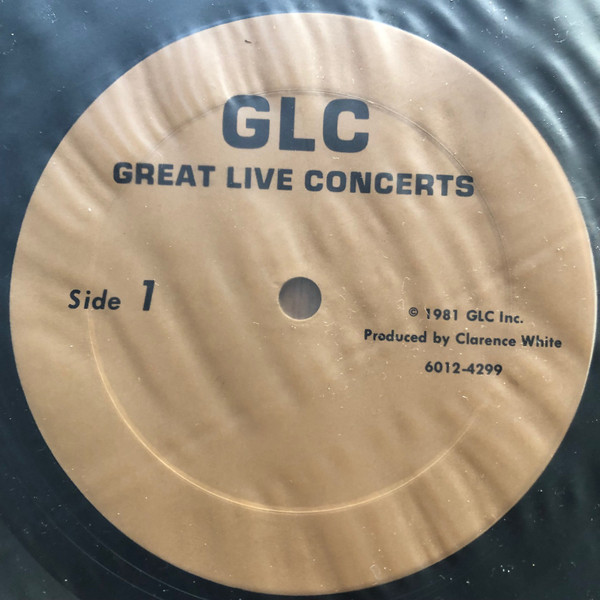 GLC
GREAT LIVE CONCERTS
Side 1
© 1981 GLC Inc.
Produced by Clarence White
6012-4299